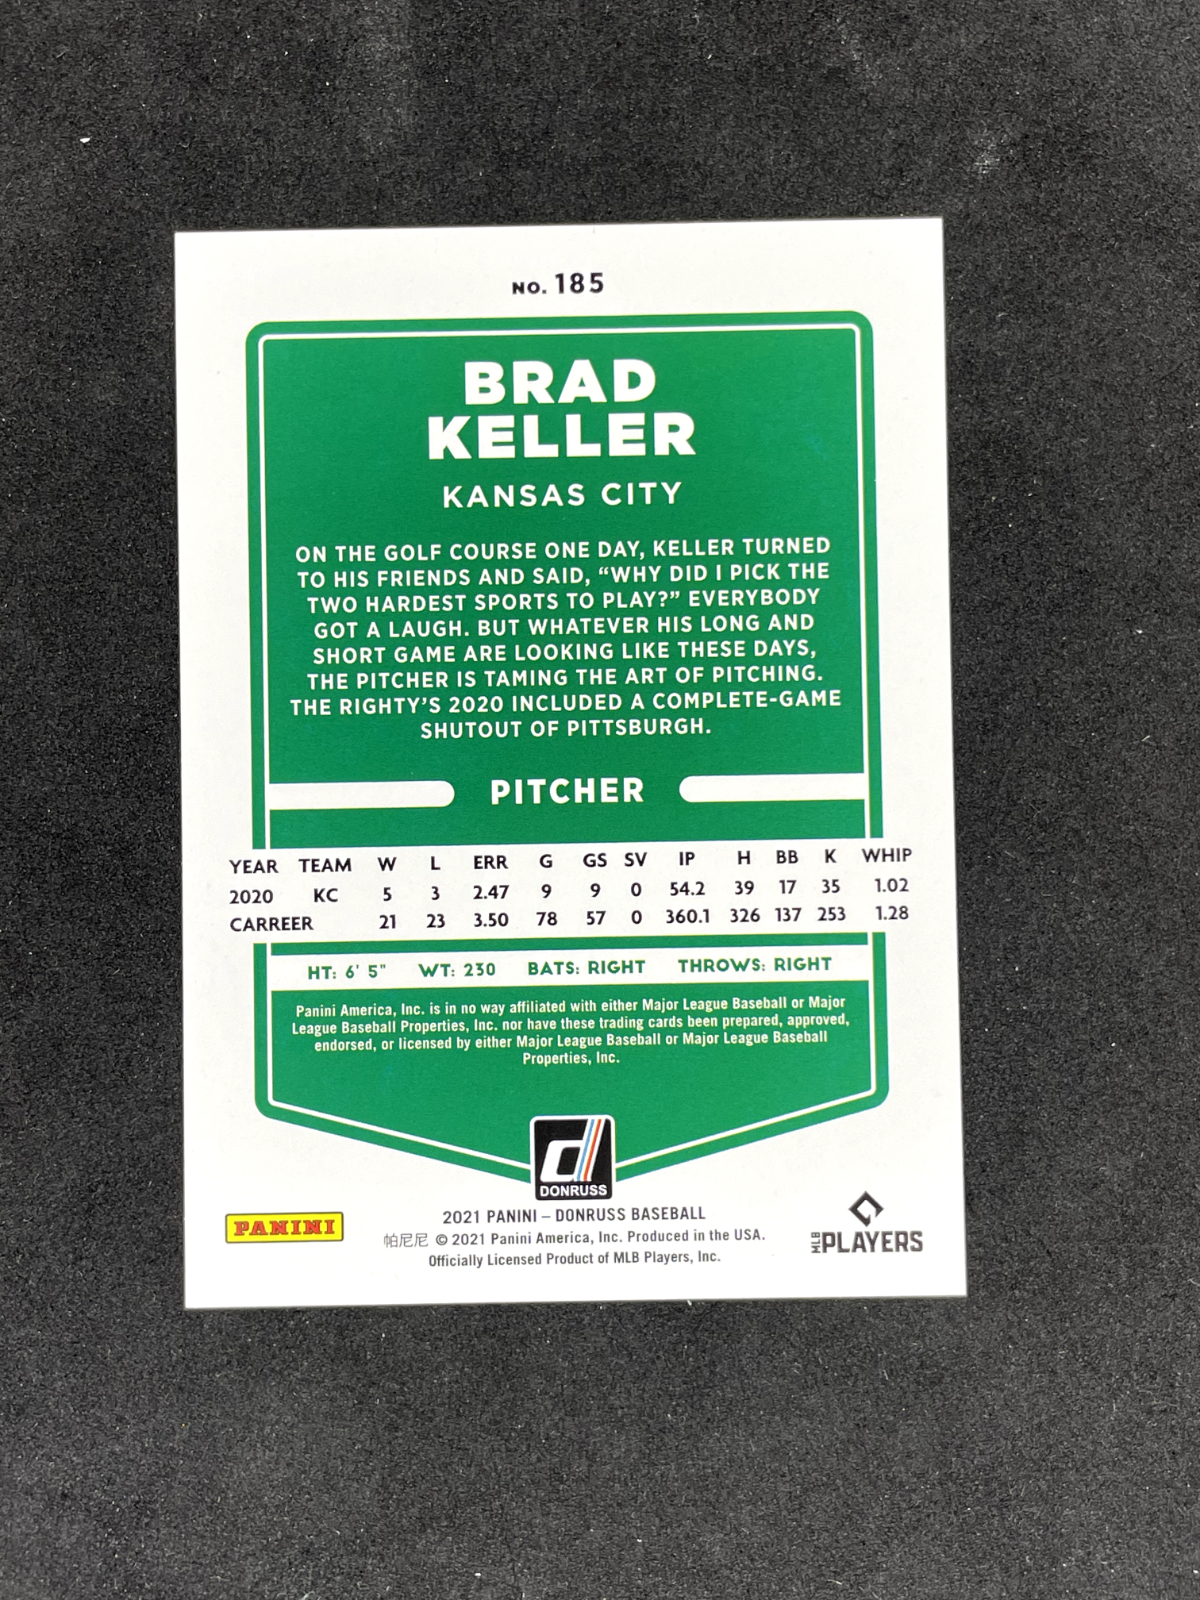 NO. 185
BRAD
KELLER
KANSAS CITY
ON THE GOLF COURSE ONE DAY, KELLER TURNED
TO HIS FRIENDS AND SAID, “WHY DID I PICK THE
TWO HARDEST SPORTS TO PLAY?” EVERYBODY
GOT A LAUGH. BUT WHATEVER HIS LONG AND
SHORT GAME ARE LOOKING LIKE THESE DAYS,
THE PITCHER IS TAMING THE ART OF PITCHING.
THE RIGHTY’S 2020 INCLUDED A COMPLETE-GAME
SHUTOUT OF PITTSBURGH.
PITCHER
YEAR TEAM W L ERR G GS SV IP H BB K WHIP
2020 KC 5 3 2.47 9 9 0 54.2 39 17 35 1.02
CARREER 21 23 3.50 78 57 0 360.1 326 137 253 1.28
HT: 6' 5" WT: 230 BATS: RIGHT THROWS: RIGHT
Panini America, Inc. is in no way affiliated with either Major League Baseball or Major
League Baseball Properties, Inc. nor have these trading cards been prepared, approved,
endorsed, or licensed by either Major League Baseball or Major League Baseball
Properties, Inc.
d
DONRUSS
PANINI
2021 PANINI – DONRUSS BASEBALL
帕尼尼 © 2021 Panini America, Inc. Produced in the USA.
Officially Licensed Product of MLB Players, Inc.
MLB PLAYERS